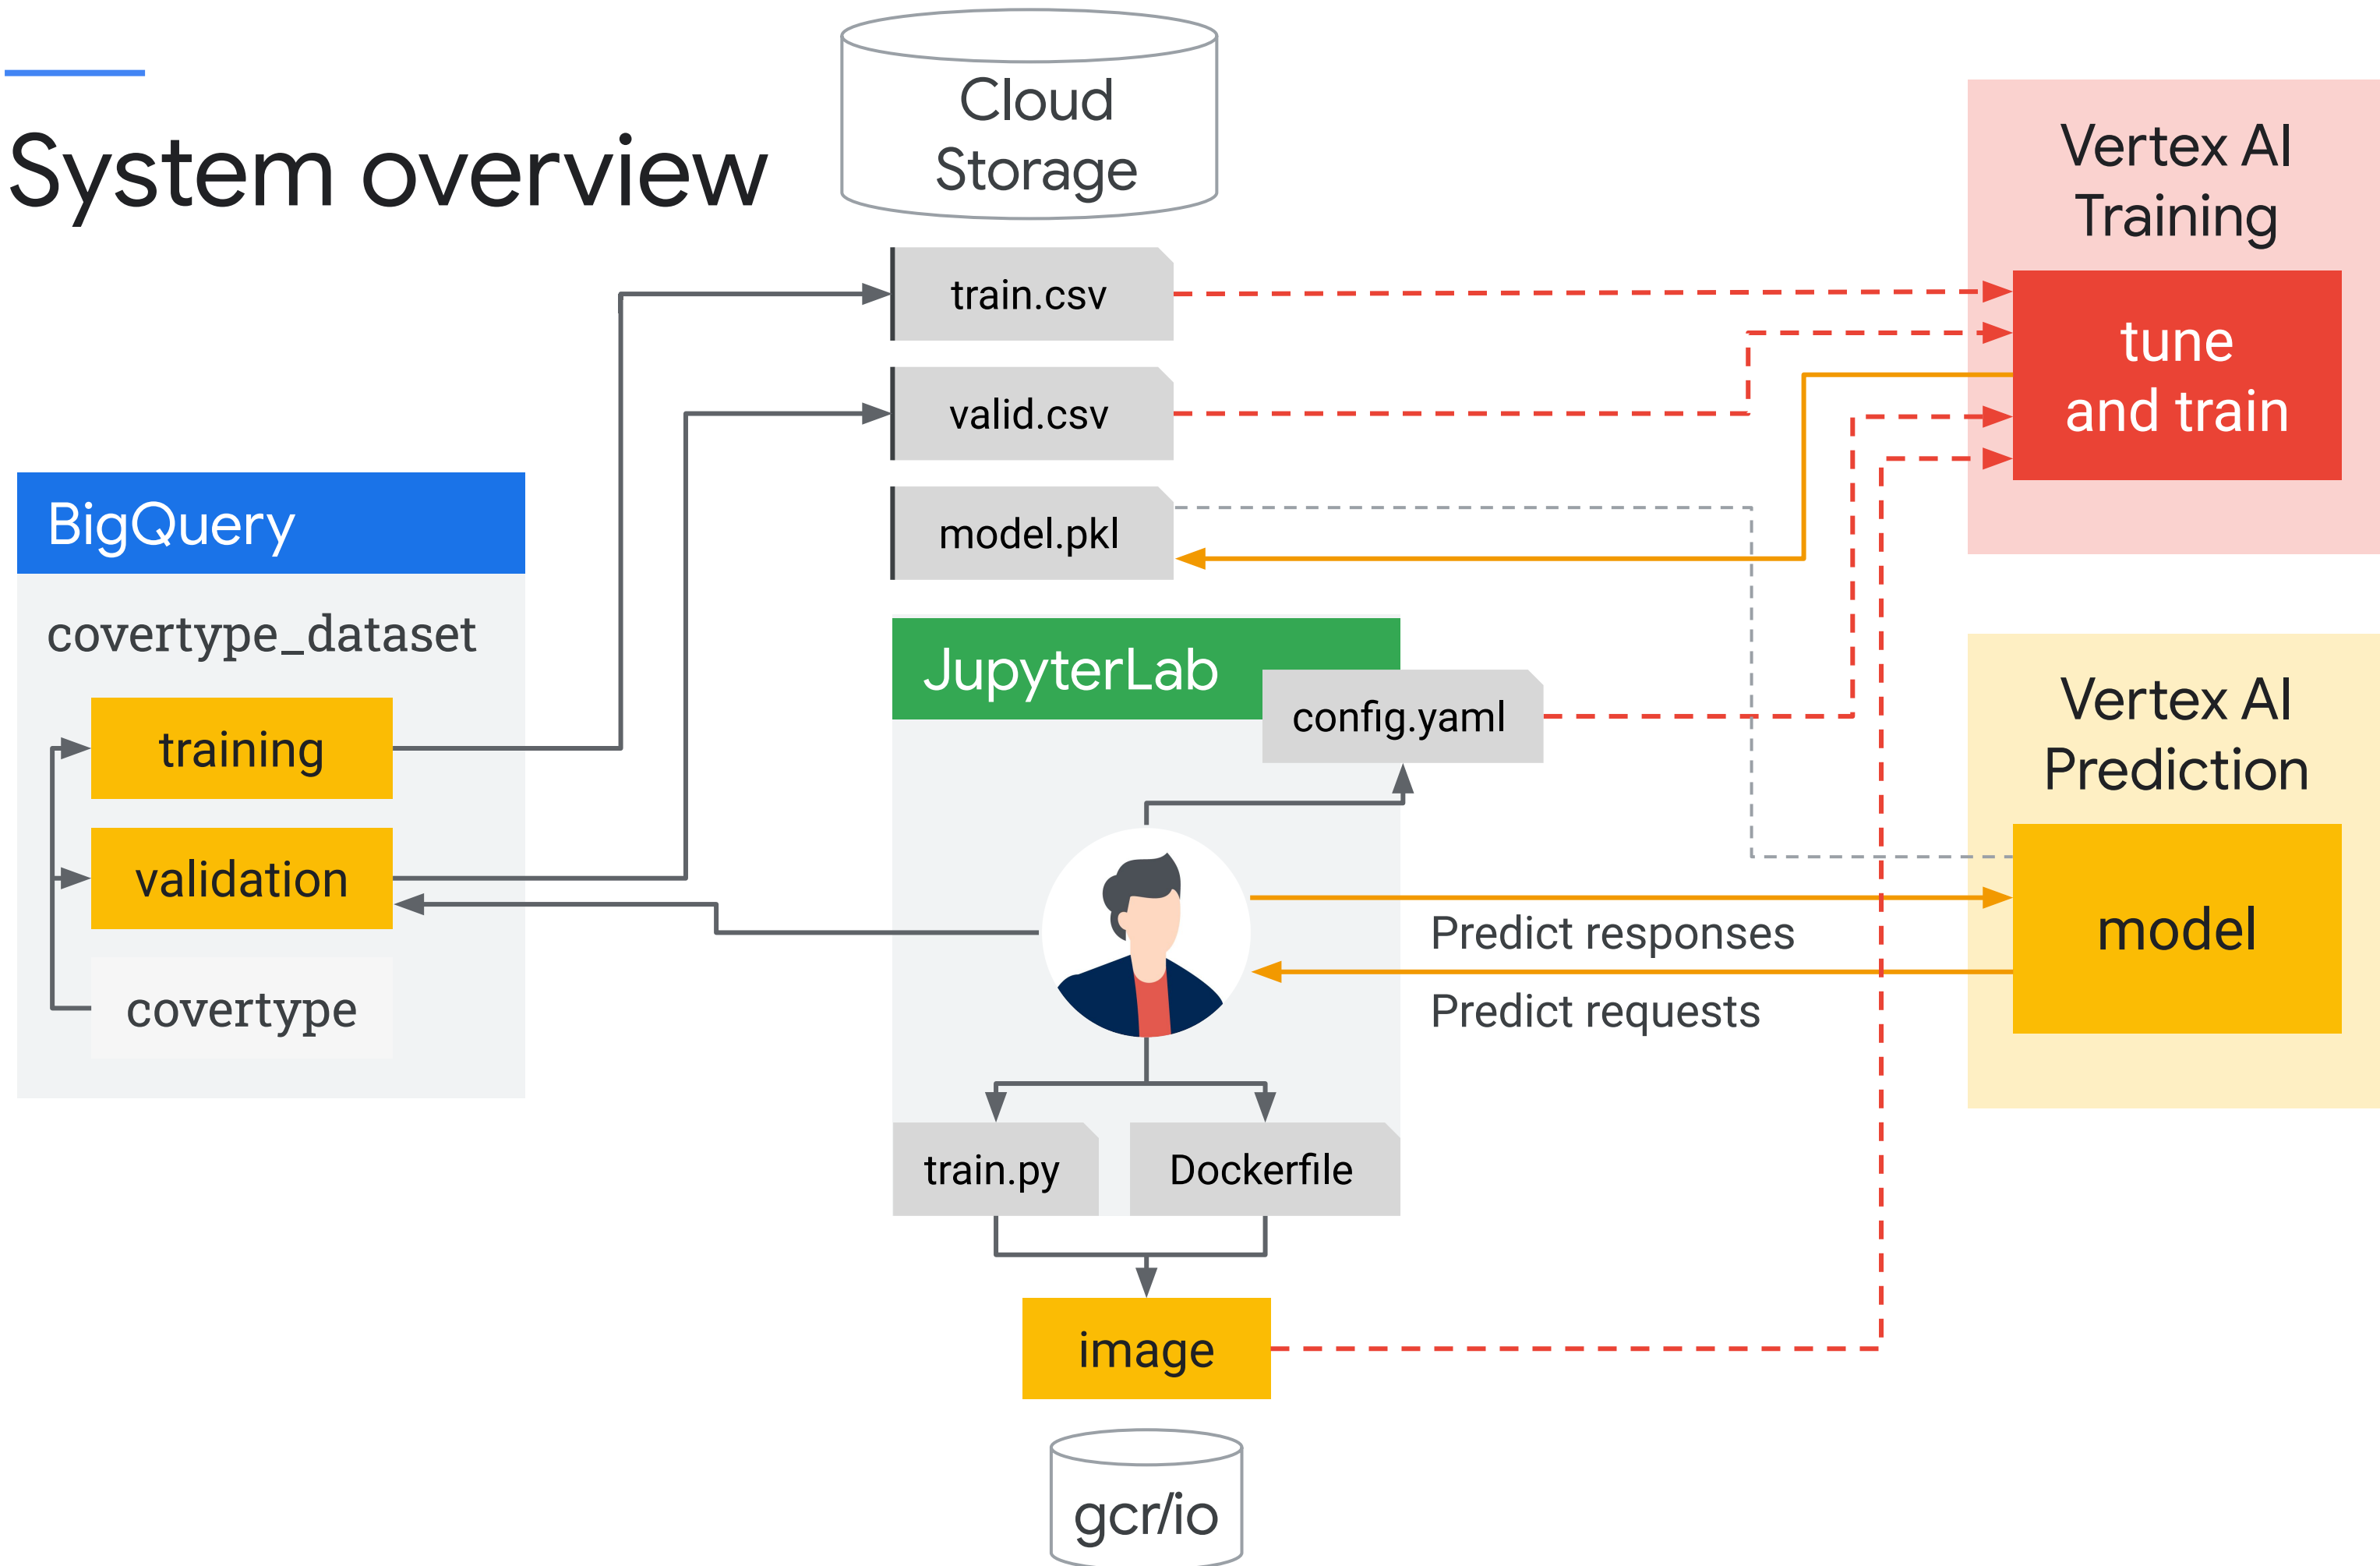 System overview
Cloud
Storage
train.csv
valid.csv
model.pkl
Vertex AI
Training
tune
and train
BigQuery
covertype_dataset
training
validation
covertype
JupyterLab
config.yaml
Vertex AI
Prediction
model
Predict responses
Predict requests
train.py
Dockerfile
image
gcr/io